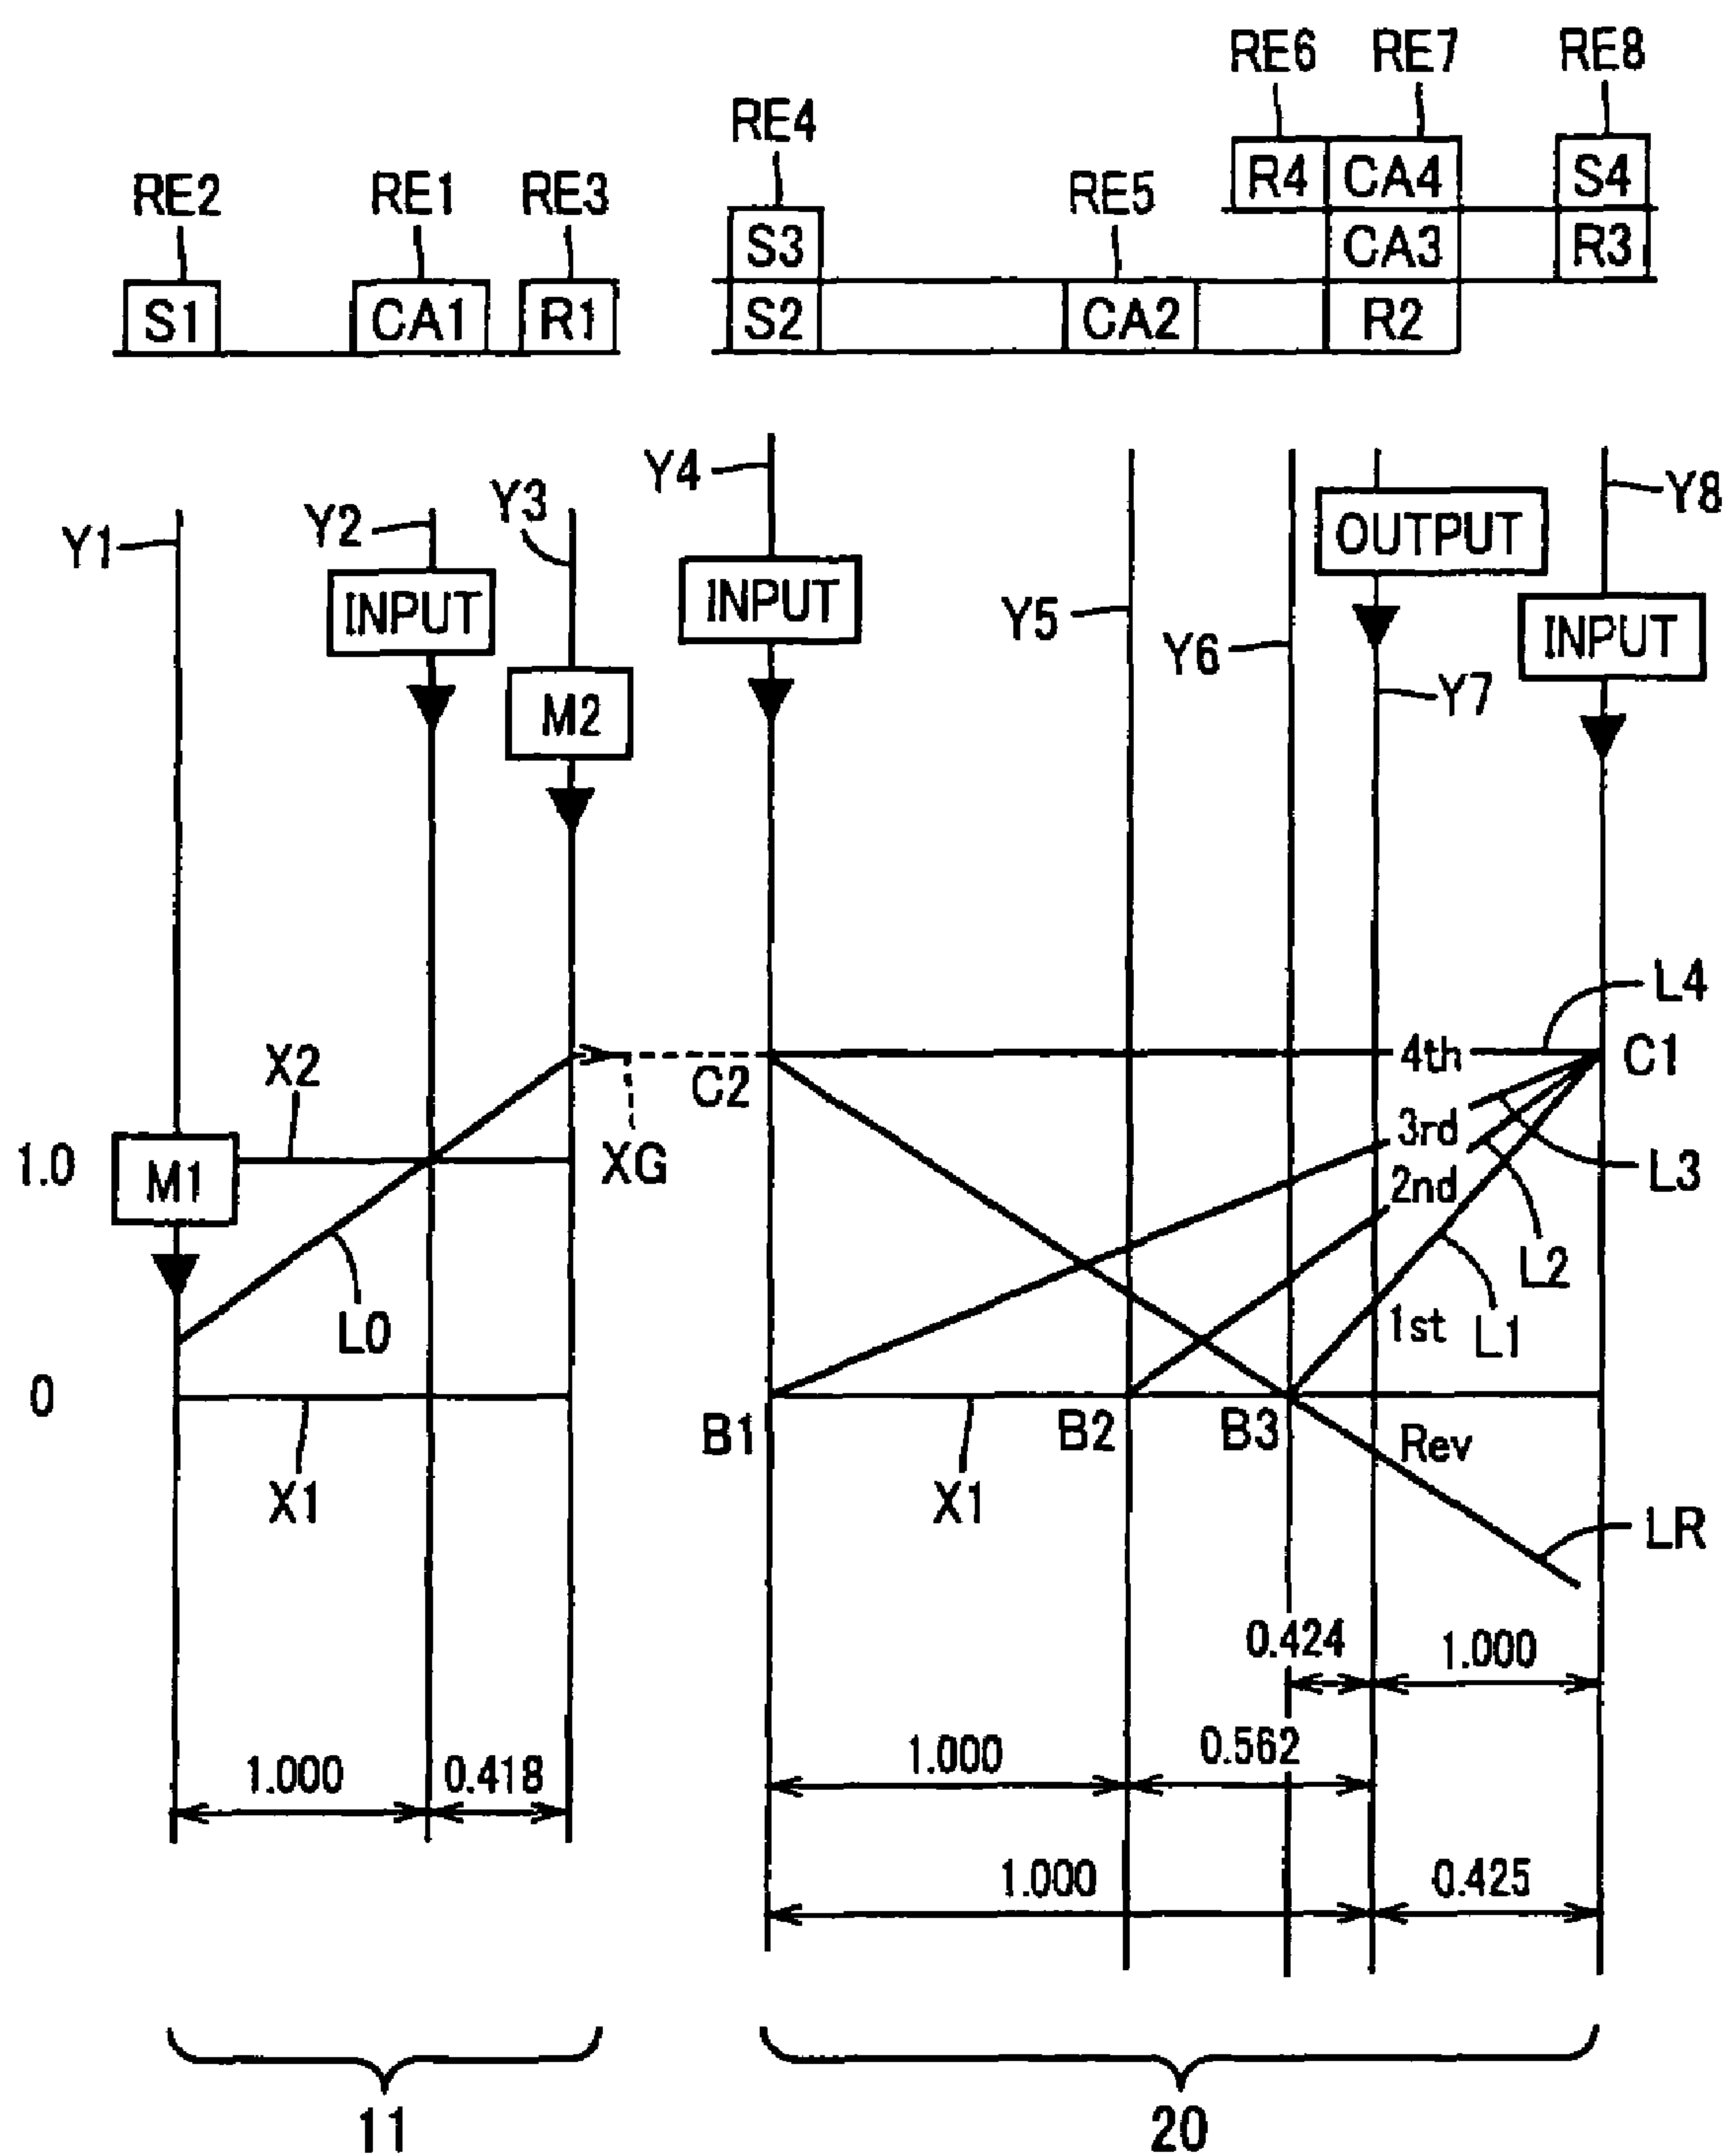 RE6 RE7 RE8
RE4
R4 CA4 S4
RE2 RE1 RE3 RE5
S3 CA3 R3
S1 CA1 R1 S2 CA2 R2
Y4 Y8
Y3
Y1 Y2 OUTPUT
INPUT INPUT Y5 INPUT
Y6
M2 Y7
L4
X2 C2 4th C1
3rd
1.0 M1 XG L3
2nd
L2
L0 1st L1
0
B1 B2 B3 Rev
X1 X1
LR
0.424 1.000
1.000 0.562
1.000 0.418
1.000 0.425
11 20